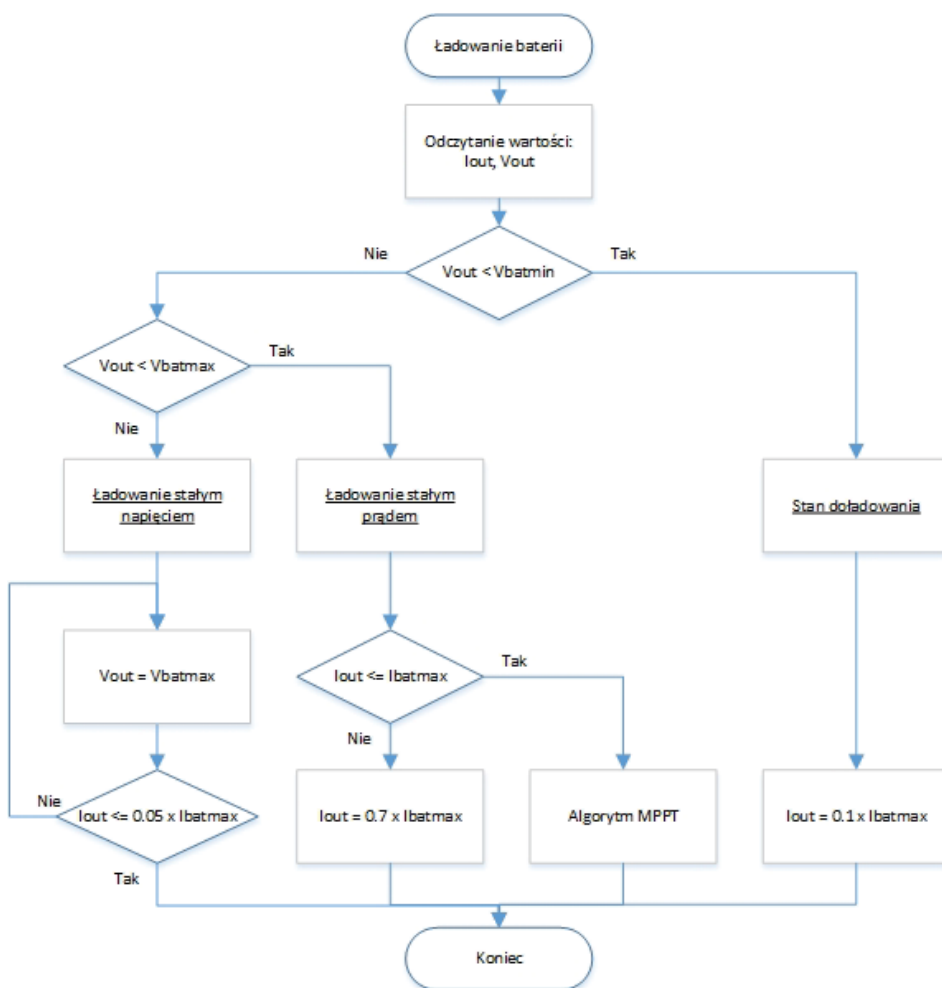 Ładowanie baterii
Odczytanie wartości:
Iout, Vout
Vout < Vbatmin
Nie
Tak
Vout < Vbatmax
Tak
Nie
Ładowanie stałym
napięciem
Ładowanie stałym
prądem
Stan doładowania
Vout = Vbatmax
Iout <= Ibatmax
Tak
Nie
Iout <= 0.05 x Ibatmax
Nie
Tak
Iout = 0.7 x Ibatmax
Algorytm MPPT
Iout = 0.1 x Ibatmax
Koniec